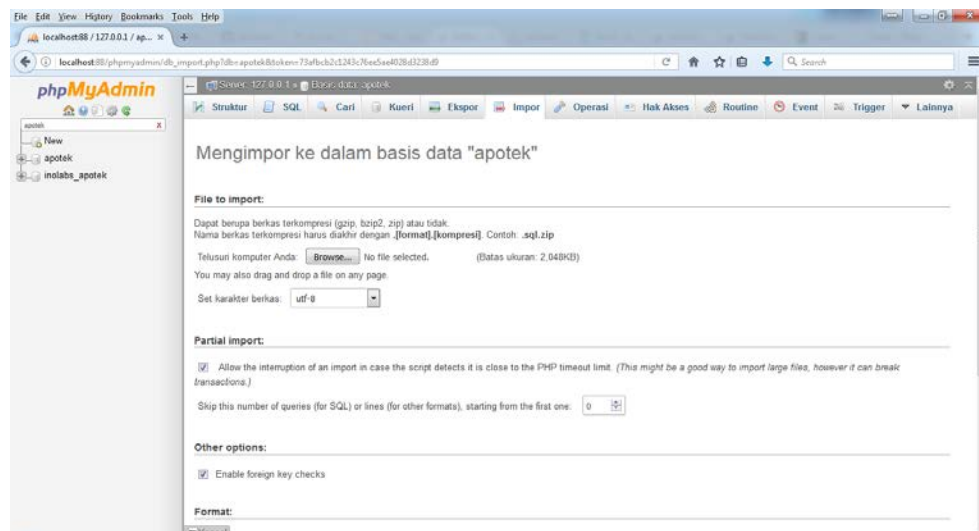 File Edit View History Bookmarks Tools Help
localhost:88 / 127.0.0.1 / ap... × +
localhost:88/phpmyadmin/db_import.php?db=apotek&token=73afbcb2c1243c76ee5ae4028d3238d9
Search
phpMyAdmin
apotek X
New
apotek
inolabs_apotek
Server: 127.0.0.1 » Basis data: apotek
Struktur SQL Cari Kueri Ekspor Impor Operasi Hak Akses Routine Event Trigger Lainnya
Mengimpor ke dalam basis data "apotek"
File to import:
Dapat berupa berkas terkompresi (gzip, bzip2, zip) atau tidak.
Nama berkas terkompresi harus diakhir dengan .[format].[kompresi]. Contoh: .sql.zip
Telusuri komputer Anda: Browse... No file selected. (Batas ukuran: 2,048KB)
You may also drag and drop a file on any page.
Set karakter berkas: utf-8
Partial import:
Allow the interruption of an import in case the script detects it is close to the PHP timeout limit. (This might be a good way to import large files, however it can break
transactions.)
Skip this number of queries (for SQL) or lines (for other formats), starting from the first one: 0
Other options:
Enable foreign key checks
Format: